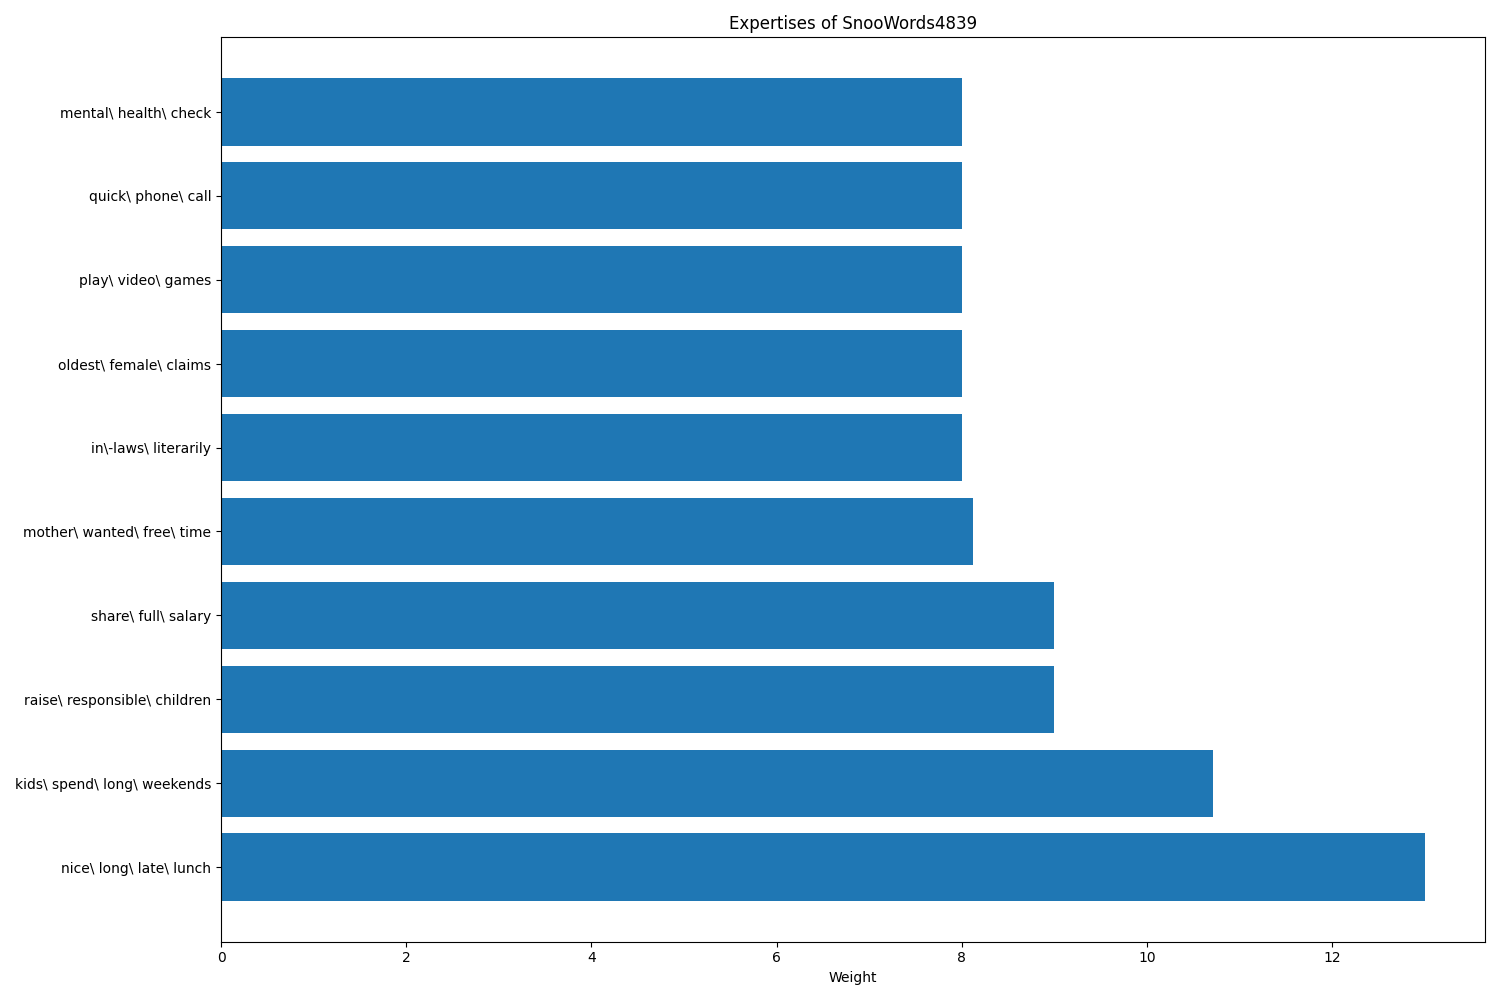 Expertises of SnooWords4839
mental\ health\ check
quick\ phone\ call
play\ video\ games
oldest\ female\ claims
in\-laws\ literarily
mother\ wanted\ free\ time
share\ full\ salary
raise\ responsible\ children
kids\ spend\ long\ weekends
nice\ long\ late\ lunch
0 2 4 6 8 10 12
Weight